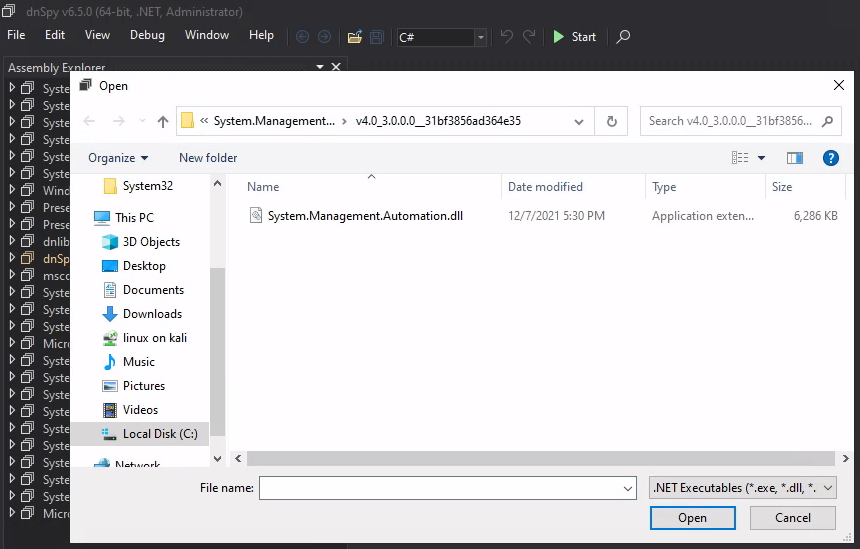 dnSpy v6.5.0 (64-bit, .NET, Administrator)
File Edit View Debug Window Help C# Start
Assembly Explorer
Open
« System.Management... › v4.0_3.0.0.0__31bf3856ad364e35 Search v4.0_3.0.0.0__31bf3856...
Organize New folder
Name Date modified Type Size
System.Management.Automation.dll 12/7/2021 5:30 PM Application exten... 6,286 KB
System32
This PC
3D Objects
Desktop
Documents
Downloads
linux on kali
Music
Pictures
Videos
Local Disk (C:)
Network
Syste
Syste
Syste
Syste
Syste
Syste
Wind
Prese
Prese
dnlib
dnSp
msco
Syste
Syste
Syste
Micro
Syste
Syste
Syste
Syste
Syste
Syste
Syste
Syste
Syste
Micro
File name: .NET Executables (*.exe, *.dll, *.
Open Cancel